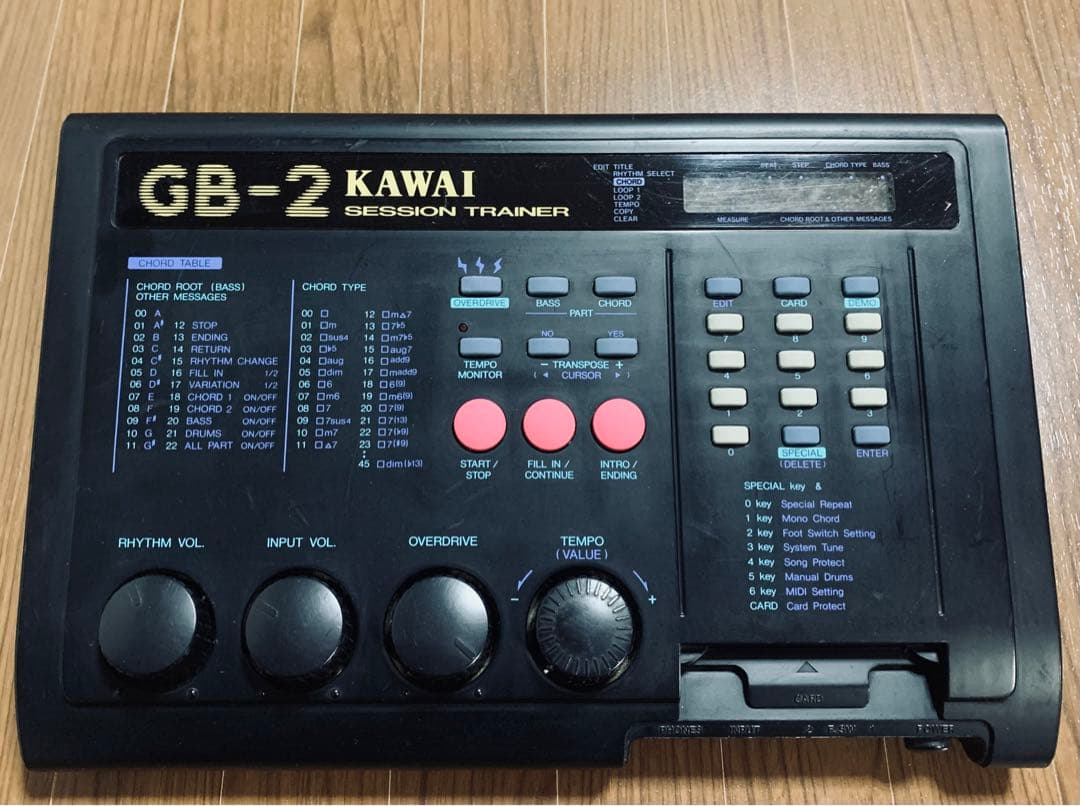 GB-2 KAWAI
SESSION TRAINER
EDIT TITLE
RHYTHM SELECT
CHORD
LOOP 1
LOOP 2
TEMPO
COPY
CLEAR
BEAT STEP CHORD TYPE BASS
MEASURE CHORD ROOT & OTHER MESSAGES
CHORD TABLE
CHORD ROOT (BASS)
OTHER MESSAGES
00 A
01 A♯ 12 STOP
02 B 13 ENDING
03 C 14 RETURN
04 C♯ 15 RHYTHM CHANGE
05 D 16 FILL IN 1/2
06 D♯ 17 VARIATION 1/2
07 E 18 CHORD 1 ON/OFF
08 F 19 CHORD 2 ON/OFF
09 F♯ 20 BASS ON/OFF
10 G 21 DRUMS ON/OFF
11 G♯ 22 ALL PART ON/OFF
CHORD TYPE
00 □ 12 □m△7
01 □m 13 □7♭5
02 □sus4 14 □m7♭5
03 □♭5 15 □aug7
04 □aug 16 □add9
05 □dim 17 □madd9
06 □6 18 □6(9)
07 □m6 19 □m6(9)
08 □7 20 □7(9)
09 □7sus4 21 □7(13)
10 □m7 22 □7(♭9)
11 □△7 23 □7(♯9)
:
45 □dim(♭13)
OVERDRIVE
BASS
CHORD
PART
TEMPO
MONITOR
NO
YES
− TRANSPOSE +
( ◂ CURSOR ▸ )
START /
STOP
FILL IN /
CONTINUE
INTRO /
ENDING
EDIT
CARD
DEMO
7
8
9
4
5
6
1
2
3
0
SPECIAL
(DELETE)
ENTER
SPECIAL key &
0 key Special Repeat
1 key Mono Chord
2 key Foot Switch Setting
3 key System Tune
4 key Song Protect
5 key Manual Drums
6 key MIDI Setting
CARD Card Protect
RHYTHM VOL.
INPUT VOL.
OVERDRIVE
TEMPO
(VALUE)
− +
CARD
PHONES INPUT 2 F.SW 1 POWER